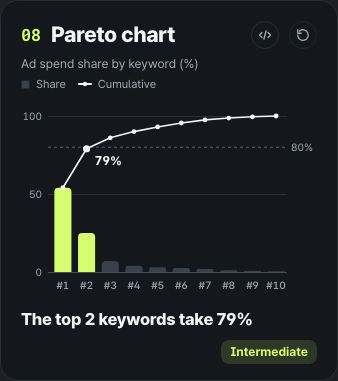 08 Pareto chart
Ad spend share by keyword (%)
Share Cumulative
100
80%
79%
50
0
#1 #2 #3 #4 #5 #6 #7 #8 #9 #10
The top 2 keywords take 79%
Intermediate